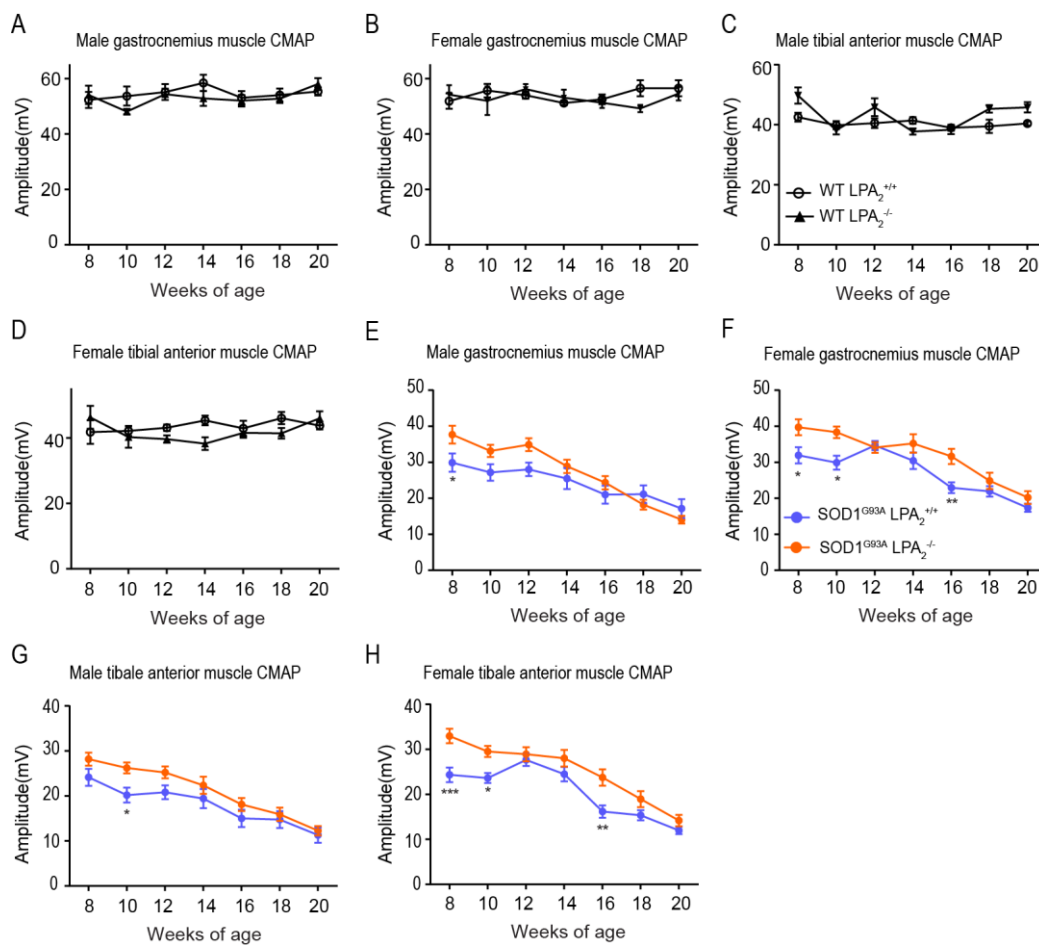 A
Male gastrocnemius muscle CMAP
Amplitude(mV)
60
40
20
0
8 10 12 14 16 18 20
Weeks of age
B
Female gastrocnemius muscle CMAP
Amplitude(mV)
60
40
20
0
8 10 12 14 16 18 20
Weeks of age
C
Male tibial anterior muscle CMAP
Amplitude(mV)
60
40
20
0
WT LPA₂⁺/⁺
WT LPA₂⁻/⁻
8 10 12 14 16 18 20
Weeks of age
D
Female tibial anterior muscle CMAP
Amplitude(mV)
40
20
0
8 10 12 14 16 18 20
Weeks of age
E
Male gastrocnemius muscle CMAP
Amplitude(mV)
50
40
30
20
10
0
*
8 10 12 14 16 18 20
Weeks of age
F
Female gastrocnemius muscle CMAP
Amplitude(mV)
50
40
30
20
10
0
* * **
SOD1ᴳ⁹³ᴬ LPA₂⁺/⁺
SOD1ᴳ⁹³ᴬ LPA₂⁻/⁻
8 10 12 14 16 18 20
Weeks of age
G
Male tibale anterior muscle CMAP
Amplitude(mV)
40
30
20
10
0
*
8 10 12 14 16 18 20
Weeks of age
H
Female tibale anterior muscle CMAP
Amplitude(mV)
40
30
20
10
0
*** * **
8 10 12 14 16 18 20
Weeks of age